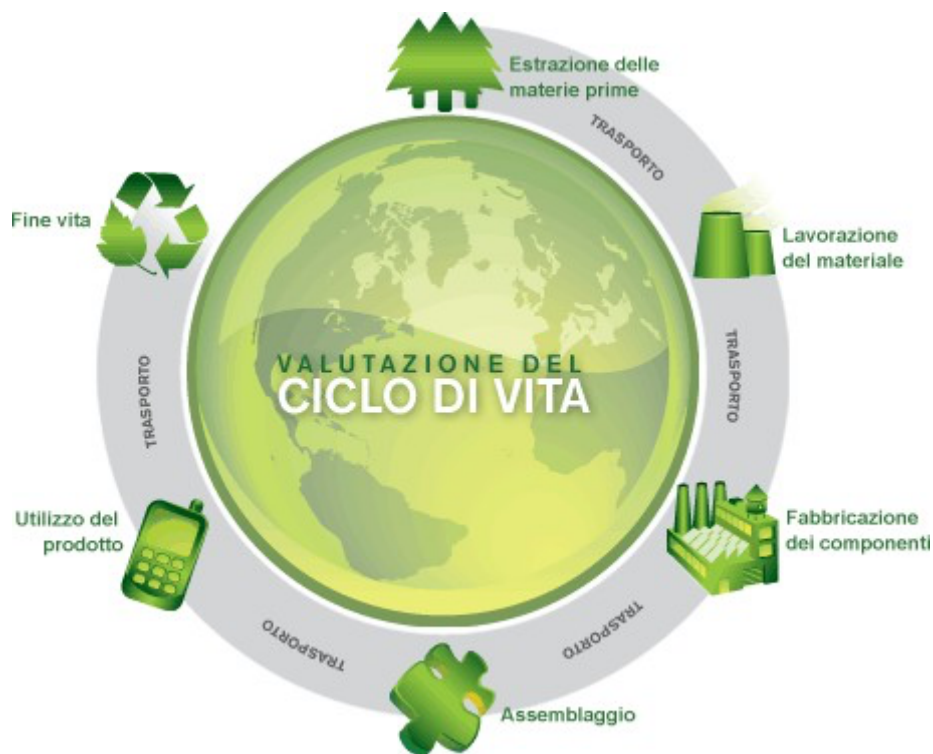 Estrazione delle
materie prime
TRASPORTO
Lavorazione
del materiale
TRASPORTO
Fabbricazione
dei componenti
TRASPORTO
Assemblaggio
TRASPORTO
Utilizzo del
prodotto
TRASPORTO
Fine vita
VALUTAZIONE DEL
CICLO DI VITA